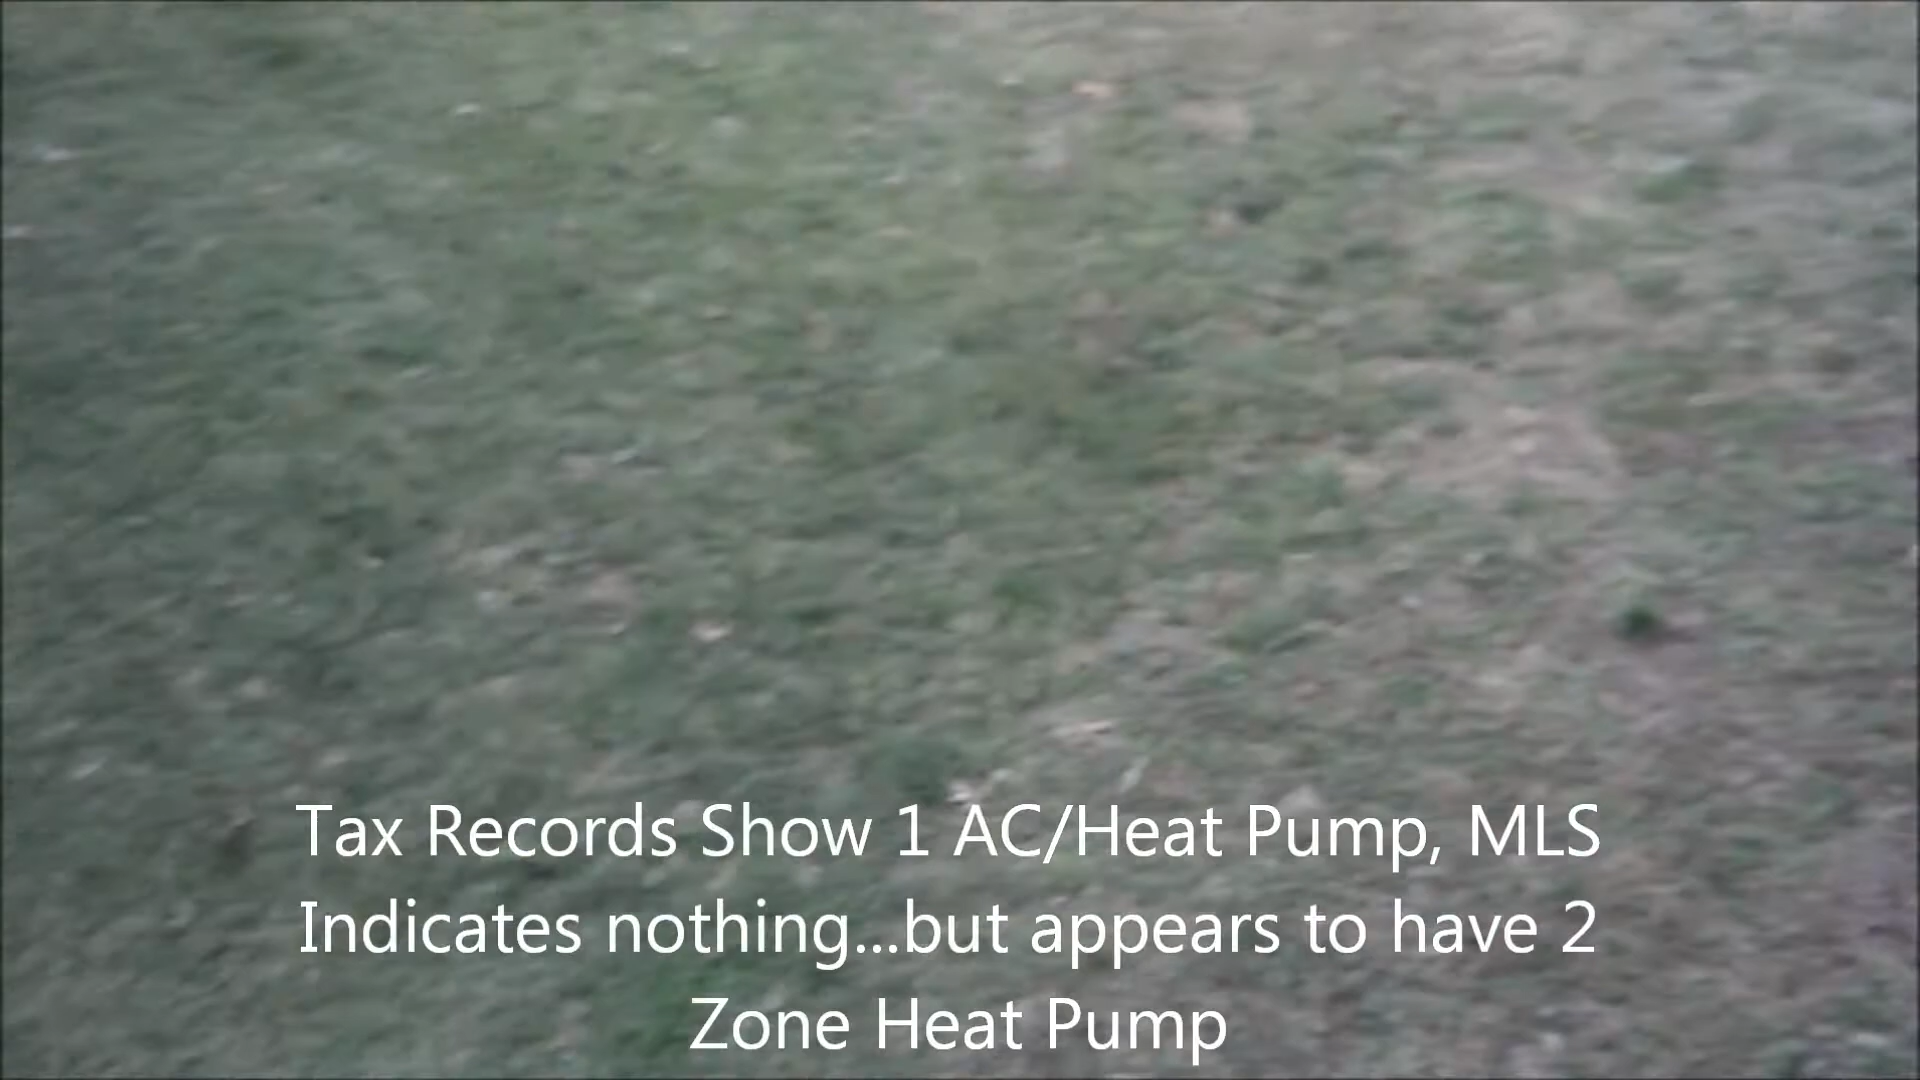 Tax Records Show 1 AC/Heat Pump, MLS
Indicates nothing...but appears to have 2
Zone Heat Pump